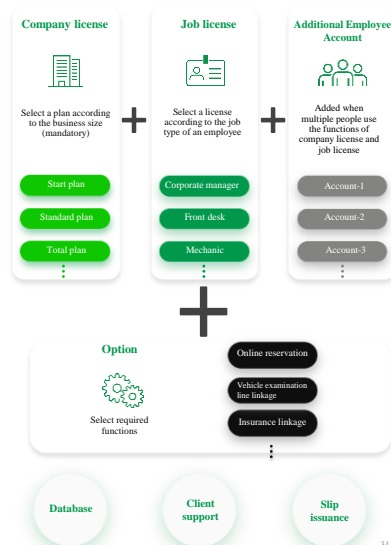 Company license
Select a plan according
to the business size
(mandatory)
Start plan
Standard plan
Total plan
Job license
Select a license
according to the job
type of an employee
Corporate manager
Front desk
Mechanic
Additional Employee
Account
Added when
multiple people use
the functions of
company license and
job license
Account-1
Account-2
Account-3
Option
Select required
functions
Online reservation
Vehicle examination
line linkage
Insurance linkage
Database
Client
support
Slip
issuance